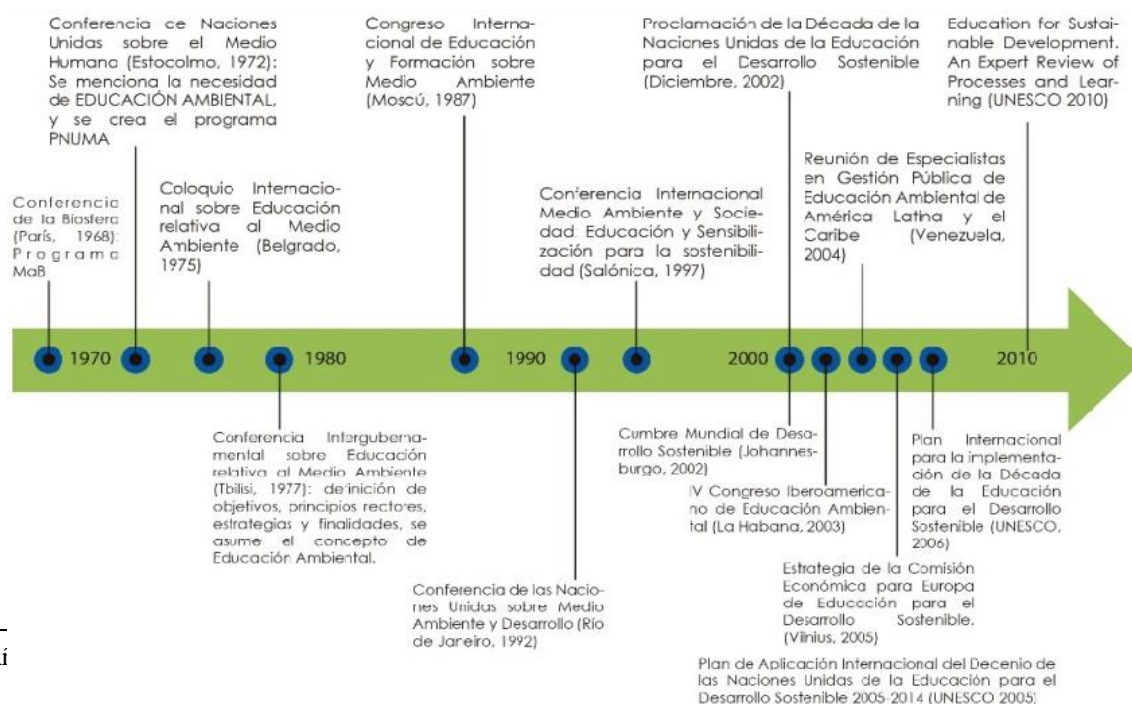 Conferencia de Naciones
Unidas sobre el Medio
Humano (Estocolmo, 1972):
Se menciona la necesidad
de EDUCACIÓN AMBIENTAL,
y se crea el programa
PNUMA
Congreso Interna-
cional de Educación
y Formación sobre
Medio Ambiente
(Moscú, 1987)
Proclamación de la Década de la
Naciones Unidas de la Educación
para el Desarrollo Sostenible
(Diciembre, 2002)
Education for Sustai-
nable Development.
An Expert Review of
Processes and Lear-
ning (UNESCO 2010)
Conferencia
de la Biosfera
(París, 1968):
Programa
MaB
Coloquio Internacio-
nal sobre Educación
relativa al Medio
Ambiente (Belgrado,
1975)
Conferencia Internacional
Medio Ambiente y Socie-
dad: Educación y Sensibi-
lización para la sostenibili-
dad (Salónica, 1997)
Reunión de Especialistas
en Gestión Pública de
Educación Ambiental de
América Latina y el
Caribe (Venezuela,
2004)
1970
1980
1990
2000
2010
Conferencia Interguberna-
mental sobre Educación
relativa al Medio Ambiente
(Tbilisi, 1977): definición de
objetivos, principios rectores,
estrategias y finalidades, se
asume el concepto de
Educación Ambiental.
Conferencia de las Nacio-
nes Unidas sobre Medio
Ambiente y Desarrollo (Río
de Janeiro, 1992)
Cumbre Mundial de Desa-
rrollo Sostenible (Johannes-
burgo, 2002)
IV Congreso Iberoamerica-
no de Educación Ambien-
tal (La Habana, 2003)
Plan Internacional
para la implementa-
ción de la Década
de la Educación
para el Desarrollo
Sostenible (UNESCO,
2006)
Estrategia de la Comisión
Económica para Europa
de Educación para el
Desarrollo Sostenible.
(Vilnius, 2005)
Plan de Aplicación Internacional del Decenio de
las Naciones Unidas de la Educación para el
Desarrollo Sostenible 2005-2014 (UNESCO 2005)